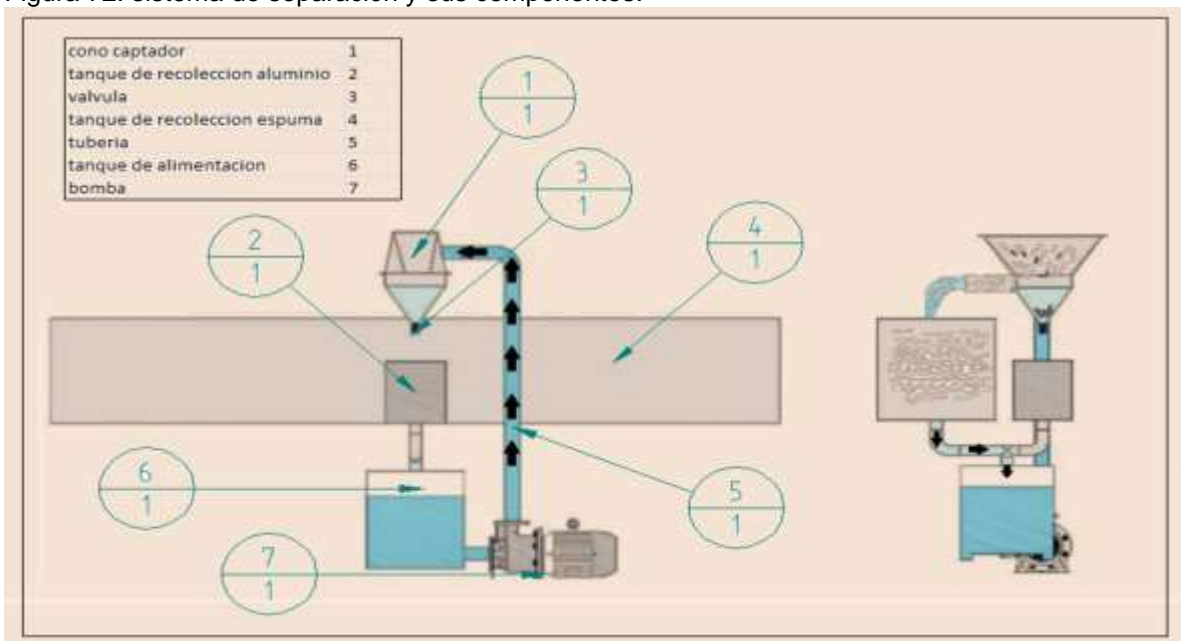 Figura 72. sistema de separación y sus componentes.
cono captador 1
tanque de recoleccion aluminio 2
valvula 3
tanque de recoleccion espuma 4
tuberia 5
tanque de alimentacion 6
bomba 7
1
1
3
1
2
1
4
1
6
1
5
1
7
1